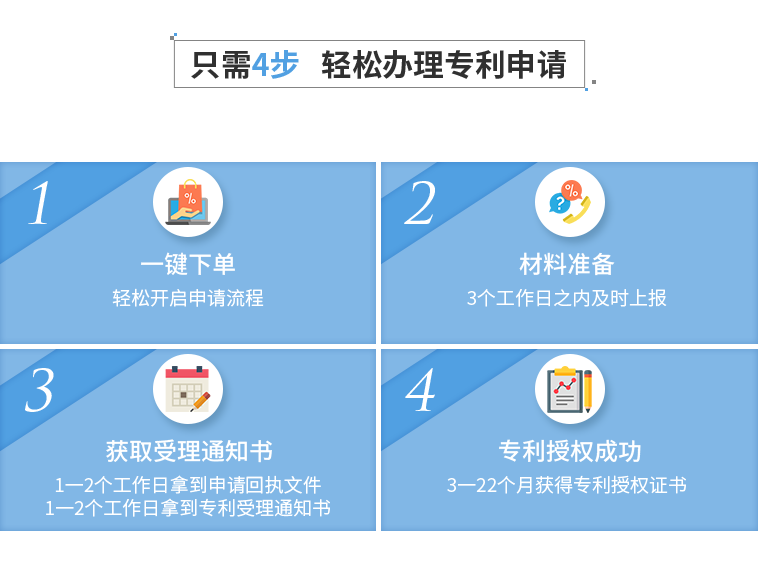 只需4步 轻松办理专利申请
1
一键下单
轻松开启申请流程
2
材料准备
3个工作日之内及时上报
3
获取受理通知书
1一2个工作日拿到申请回执文件
1一2个工作日拿到专利受理通知书
4
专利授权成功
3一22个月获得专利授权证书